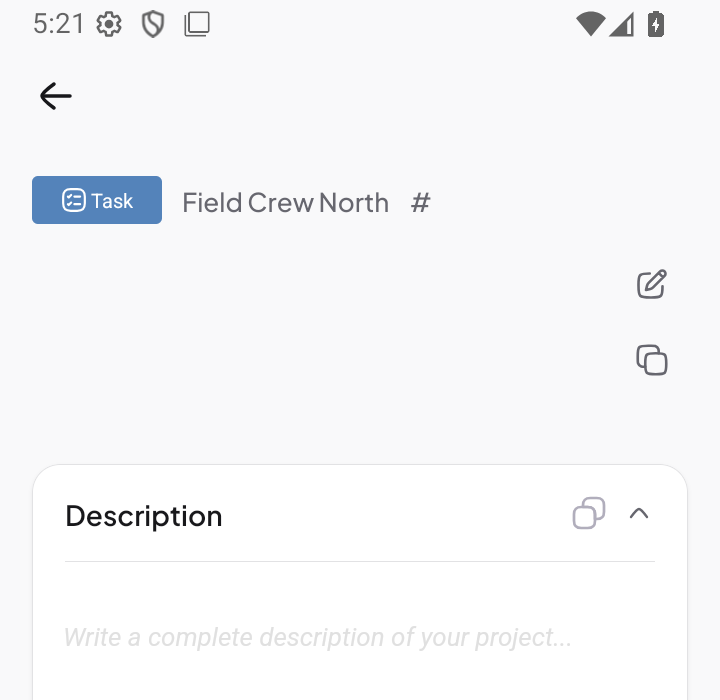 5:21
Task Field Crew North #
Description
Write a complete description of your project...